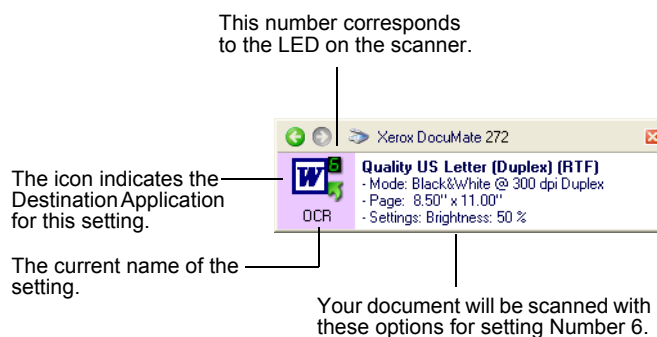 This number corresponds
to the LED on the scanner.
Xerox DocuMate 272
W 6
Quality US Letter (Duplex) (RTF)
- Mode: Black&White @ 300 dpi Duplex
- Page: 8.50" x 11.00"
- Settings: Brightness: 50 %
OCR
The icon indicates the
Destination Application
for this setting.
The current name of the
setting.
Your document will be scanned with
these options for setting Number 6.